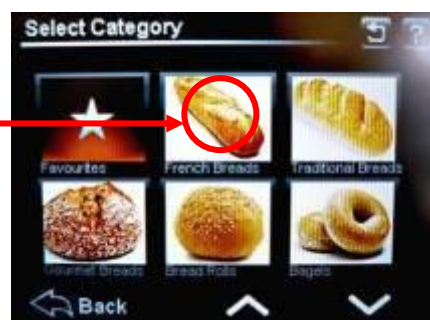 Select Category
?
Favourites French Breads Traditional Breads
Gourmet Breads Bread Rolls Bagels
Back